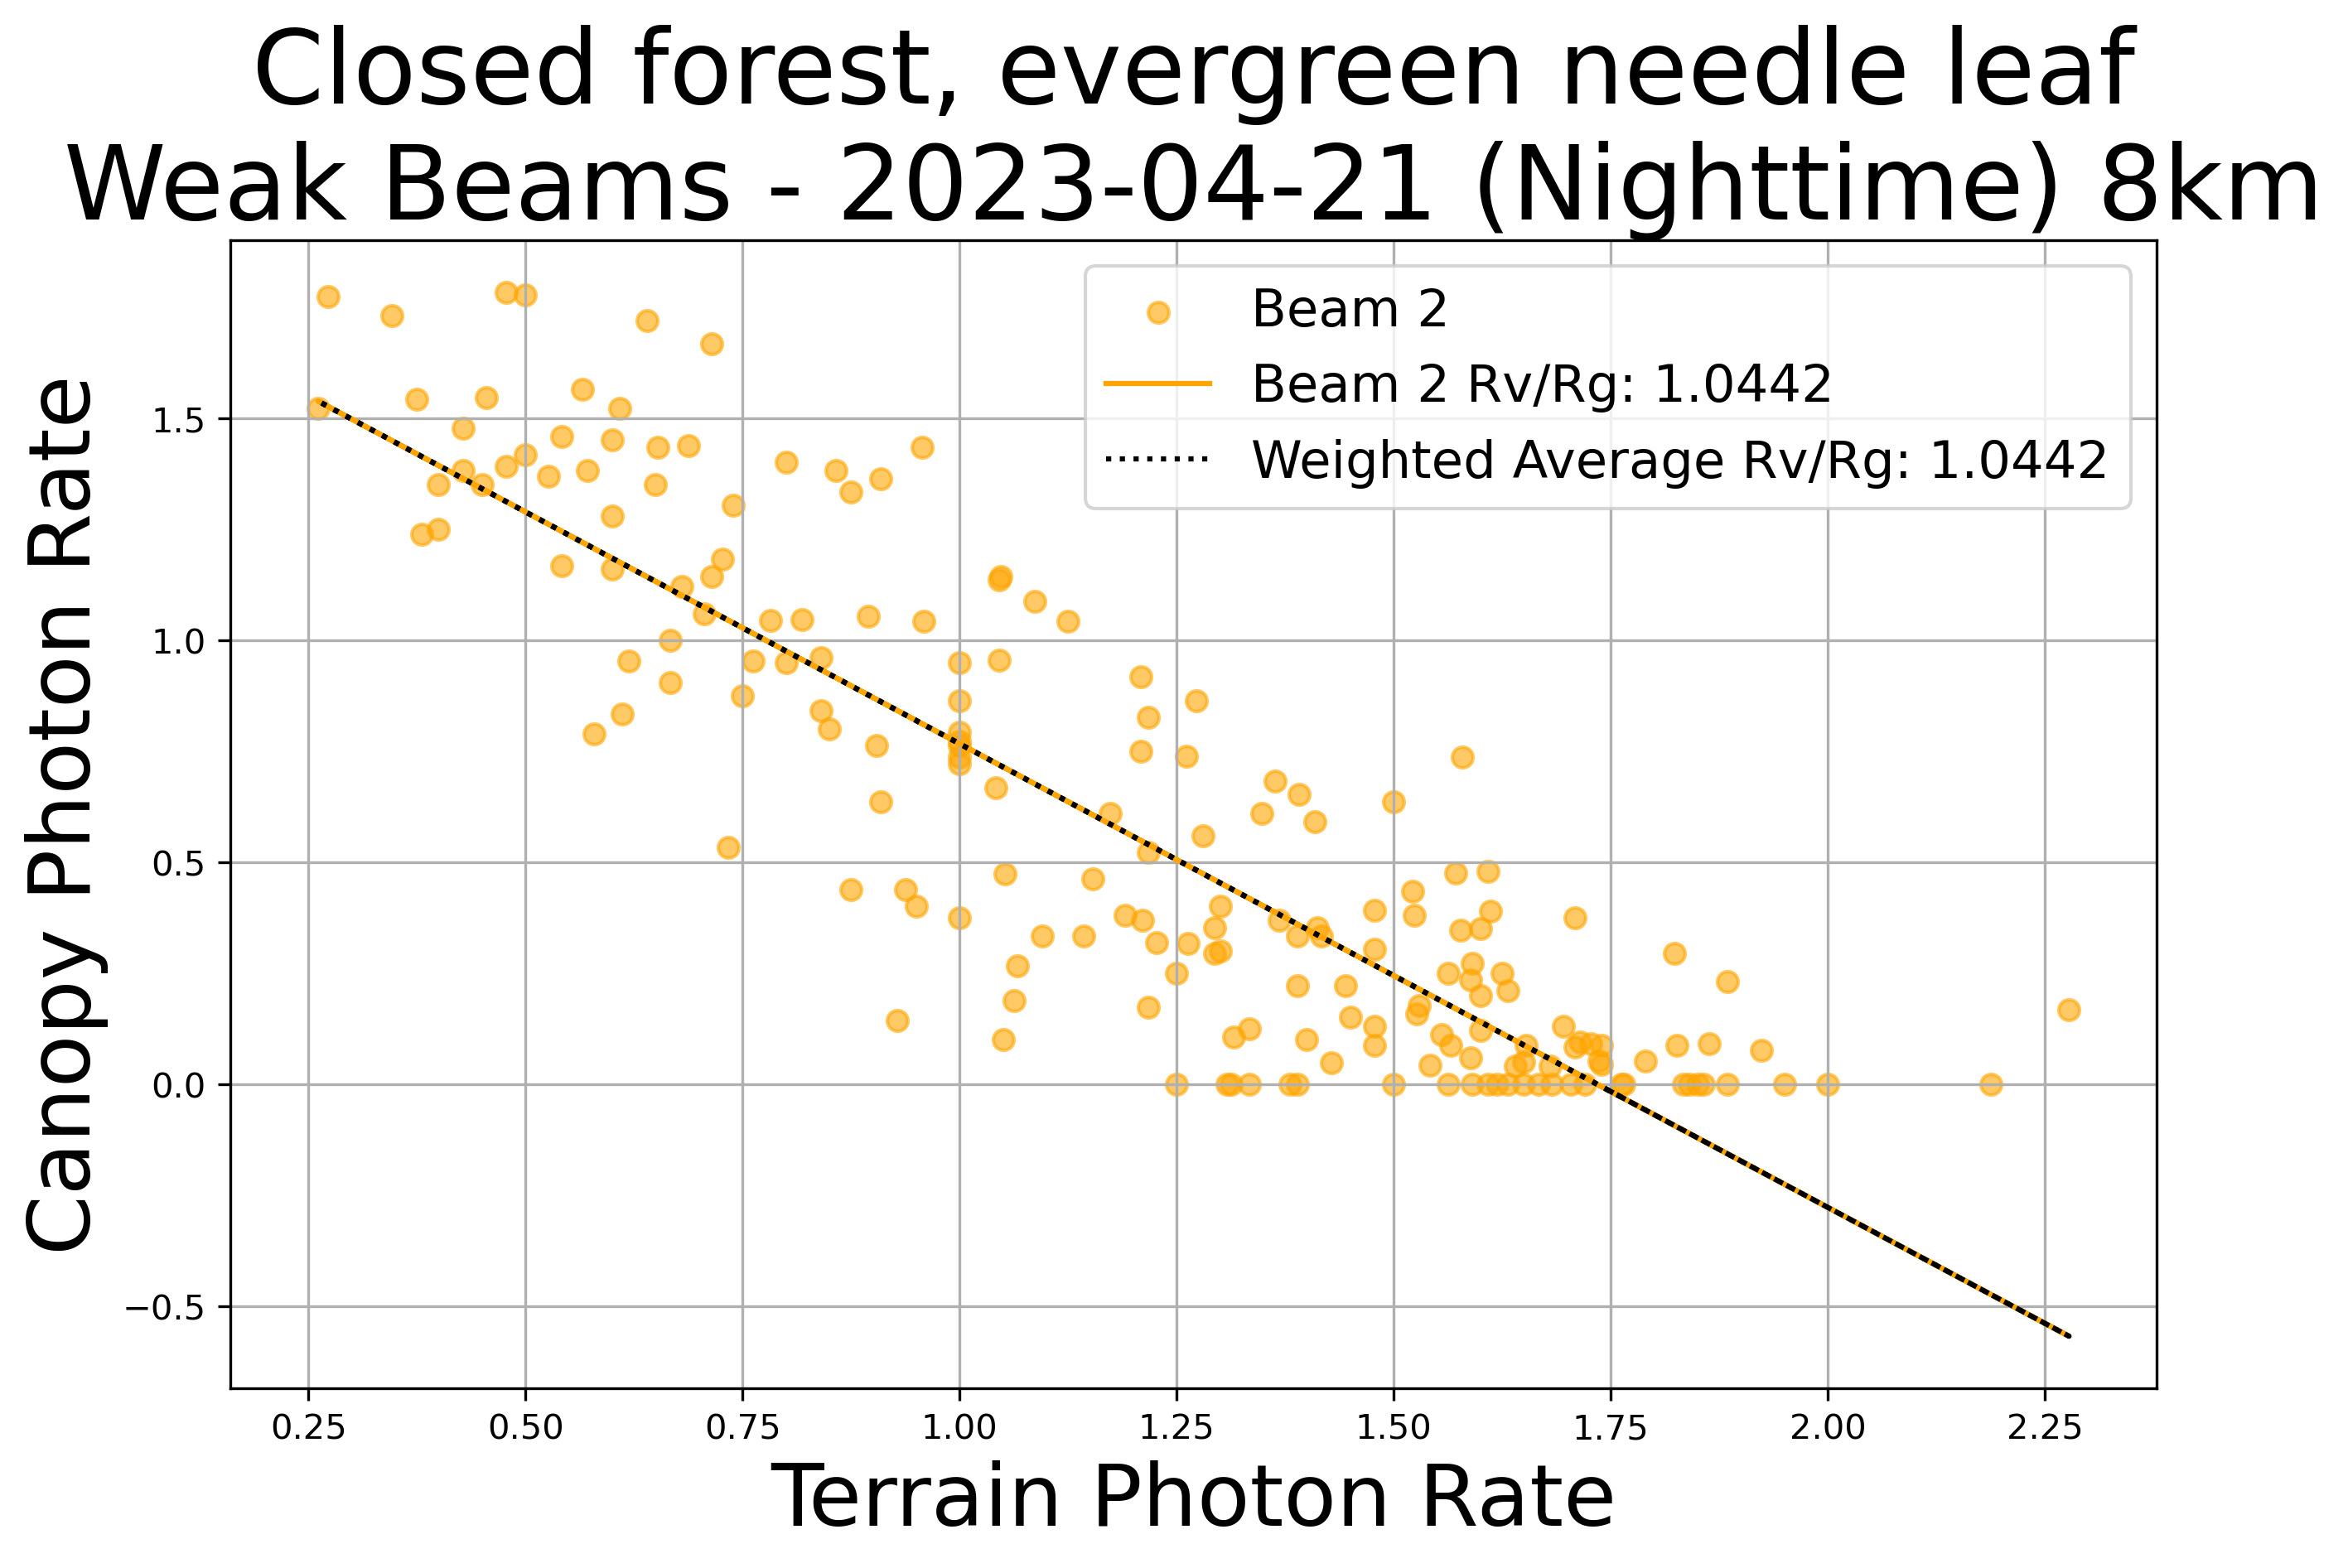 Closed forest, evergreen needle leaf
Weak Beams - 2023-04-21 (Nighttime) 8km
Beam 2
Beam 2 Rv/Rg: 1.0442
Weighted Average Rv/Rg: 1.0442
Canopy Photon Rate
1.5
1.0
0.5
0.0
−0.5
0.25 0.50 0.75 1.00 1.25 1.50 1.75 2.00 2.25
Terrain Photon Rate